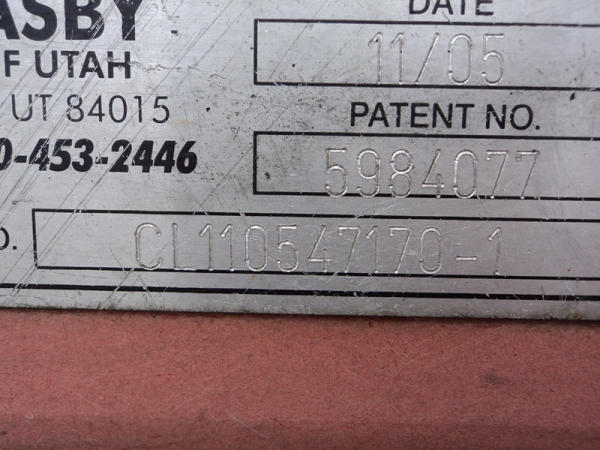 ASBY
F UTAH
UT 84015
0-453-2446
DATE
11/05
PATENT NO.
5984077
O. CL110547170-1